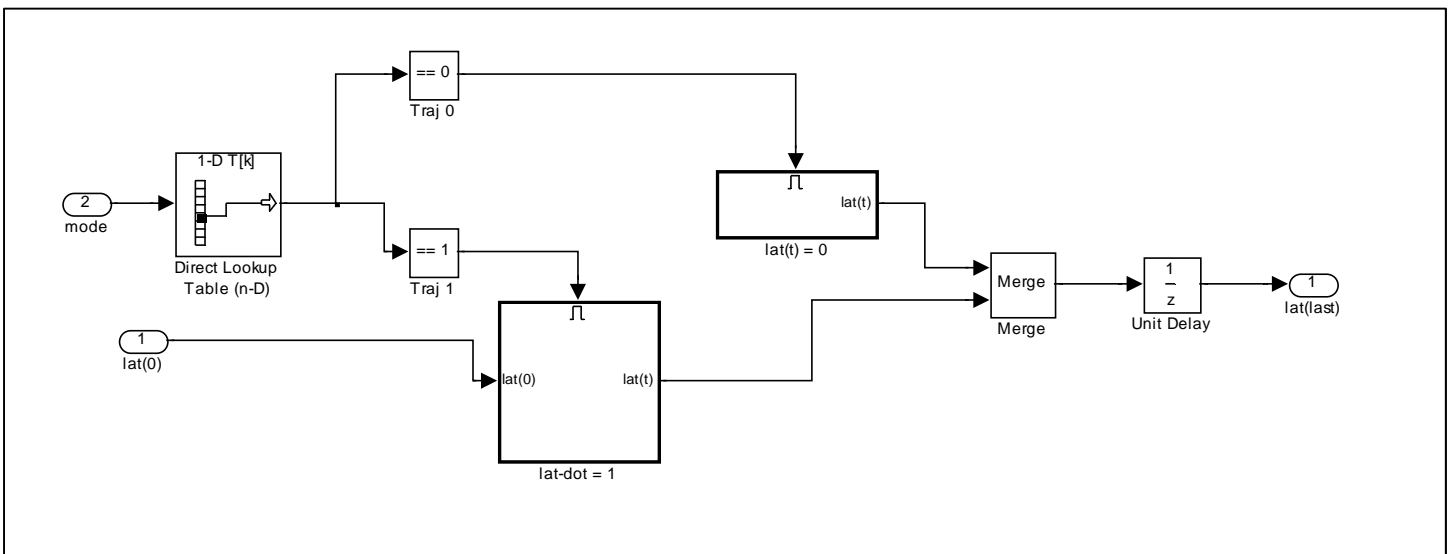 == 0
Traj 0
1-D T[k]
2
mode
Direct Lookup
Table (n-D)
lat(t)
lat(t) = 0
== 1
Traj 1
1
lat(0)
lat(0)
lat(t)
lat-dot = 1
Merge
Merge
1
z
Unit Delay
1
lat(last)